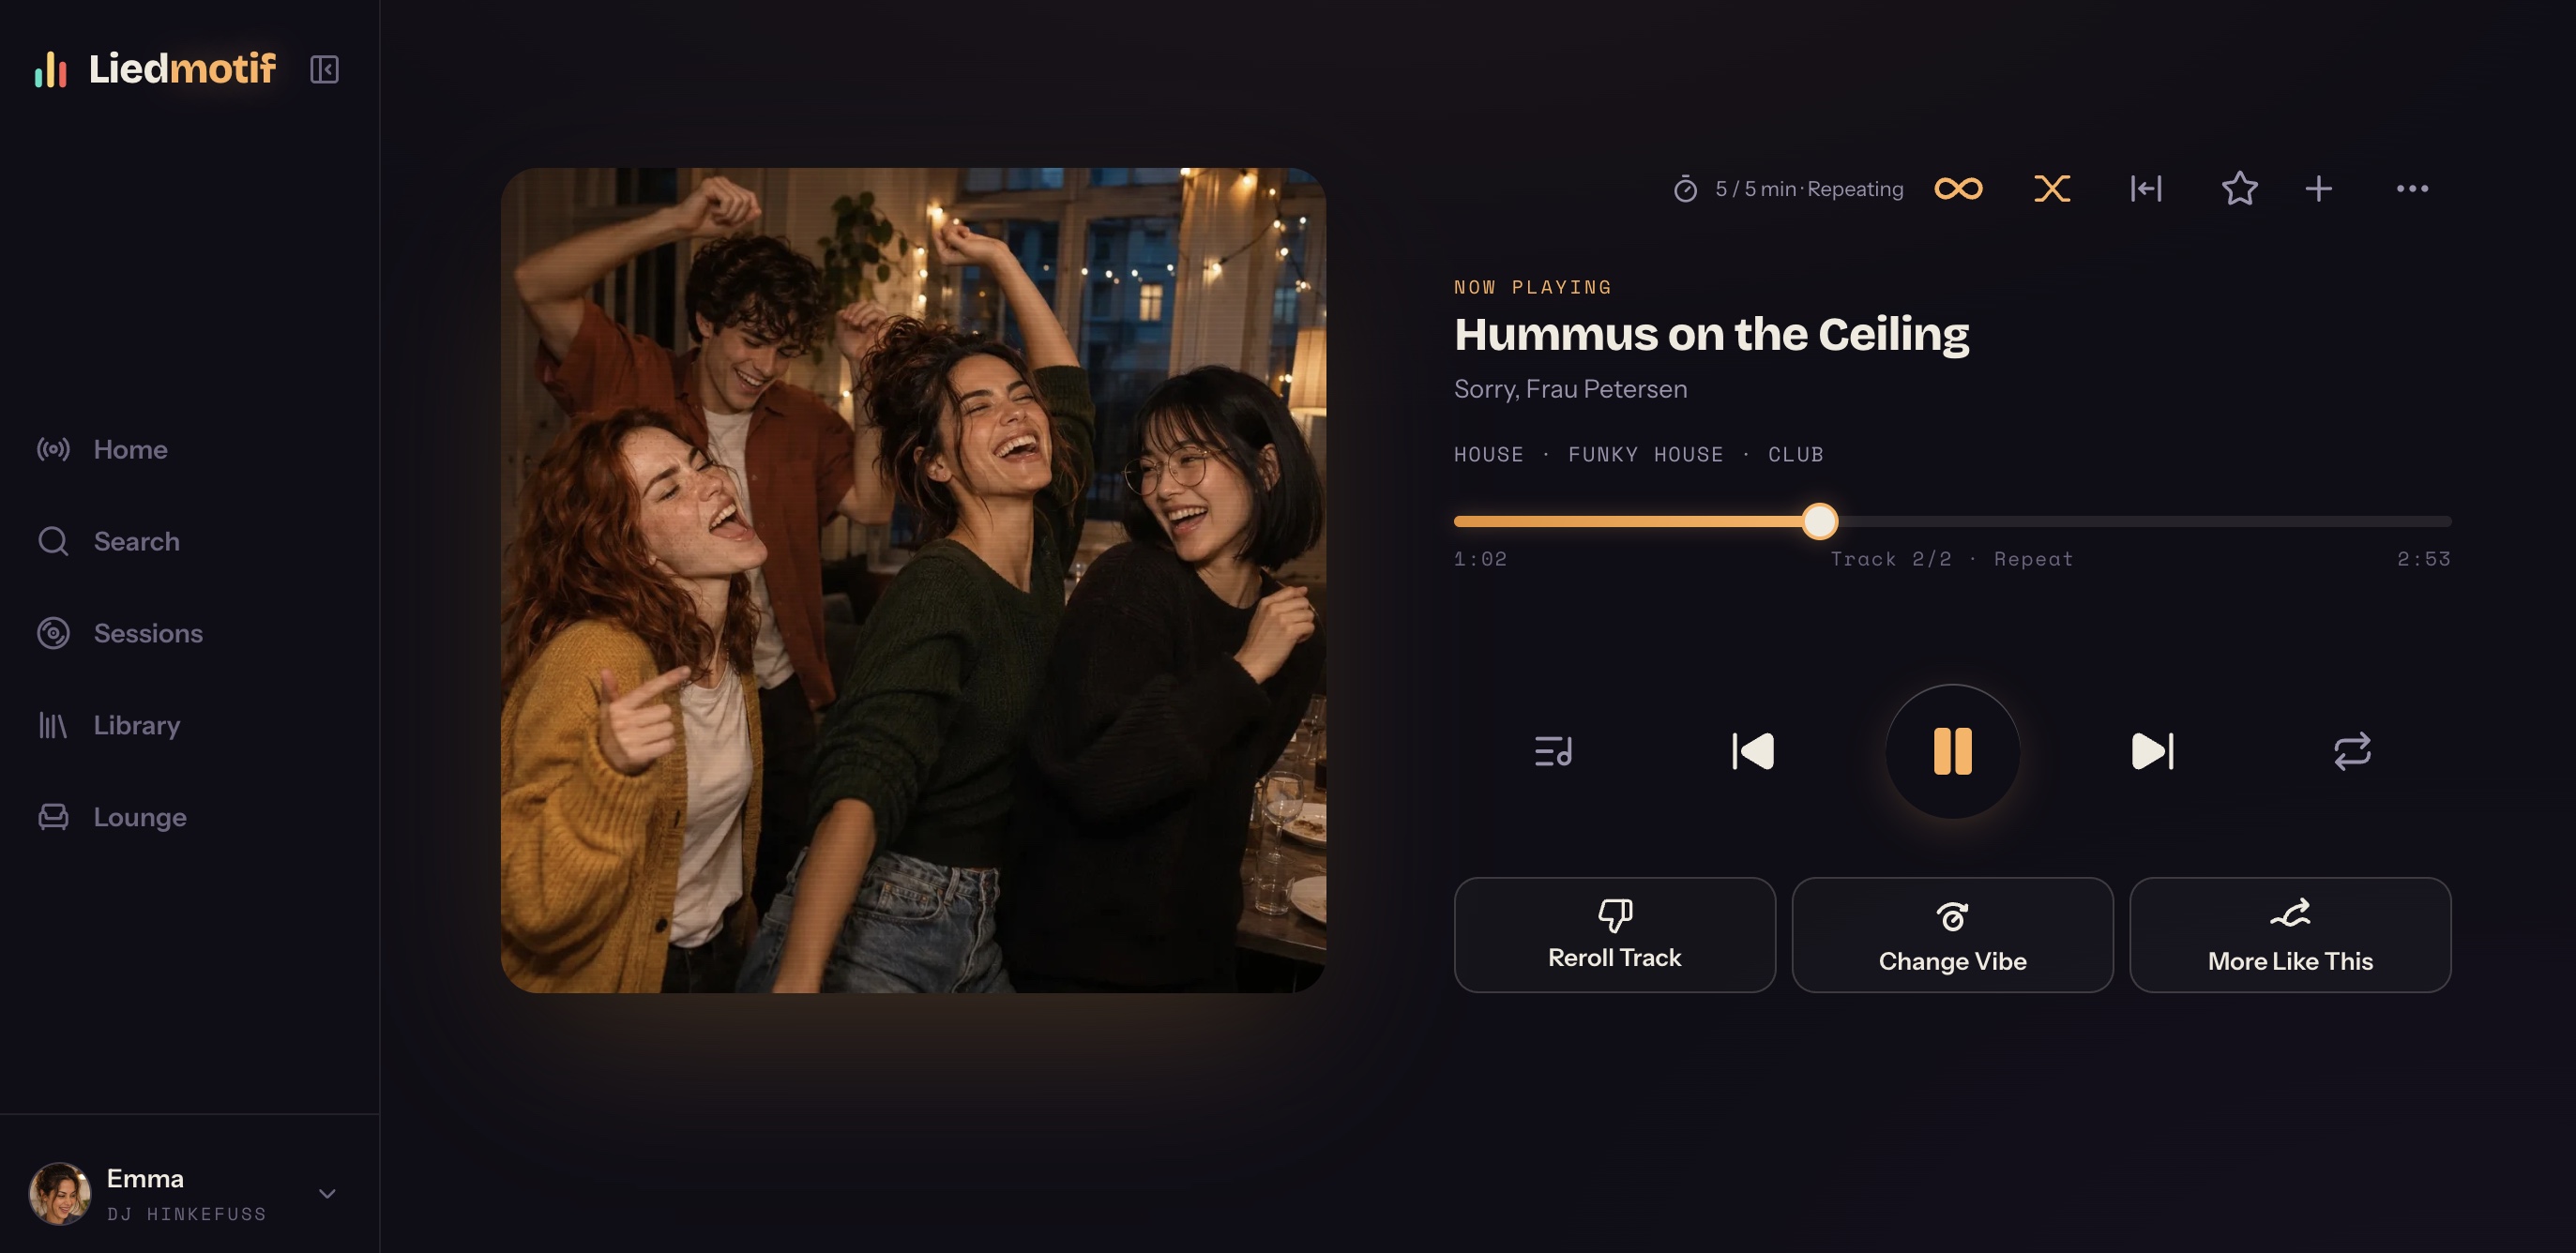 Liedmotif
Home
Search
Sessions
Library
Lounge
Emma
DJ HINKEFUSS
5 / 5 min · Repeating
NOW PLAYING
Hummus on the Ceiling
Sorry, Frau Petersen
HOUSE · FUNKY HOUSE · CLUB
1:02 Track 2/2 · Repeat 2:53
Reroll Track Change Vibe More Like This